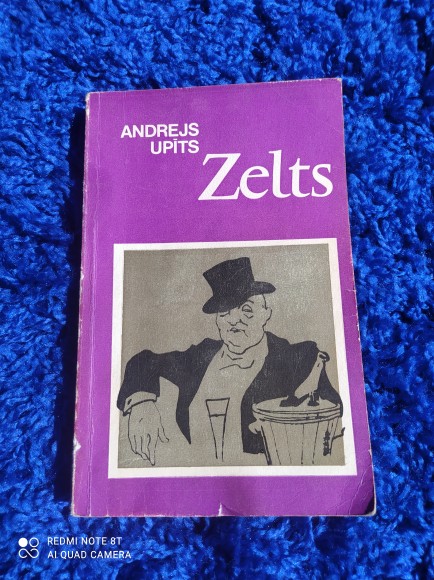 ANDREJS
UPĪTS
Zelts
REDMI NOTE 8T
AI QUAD CAMERA